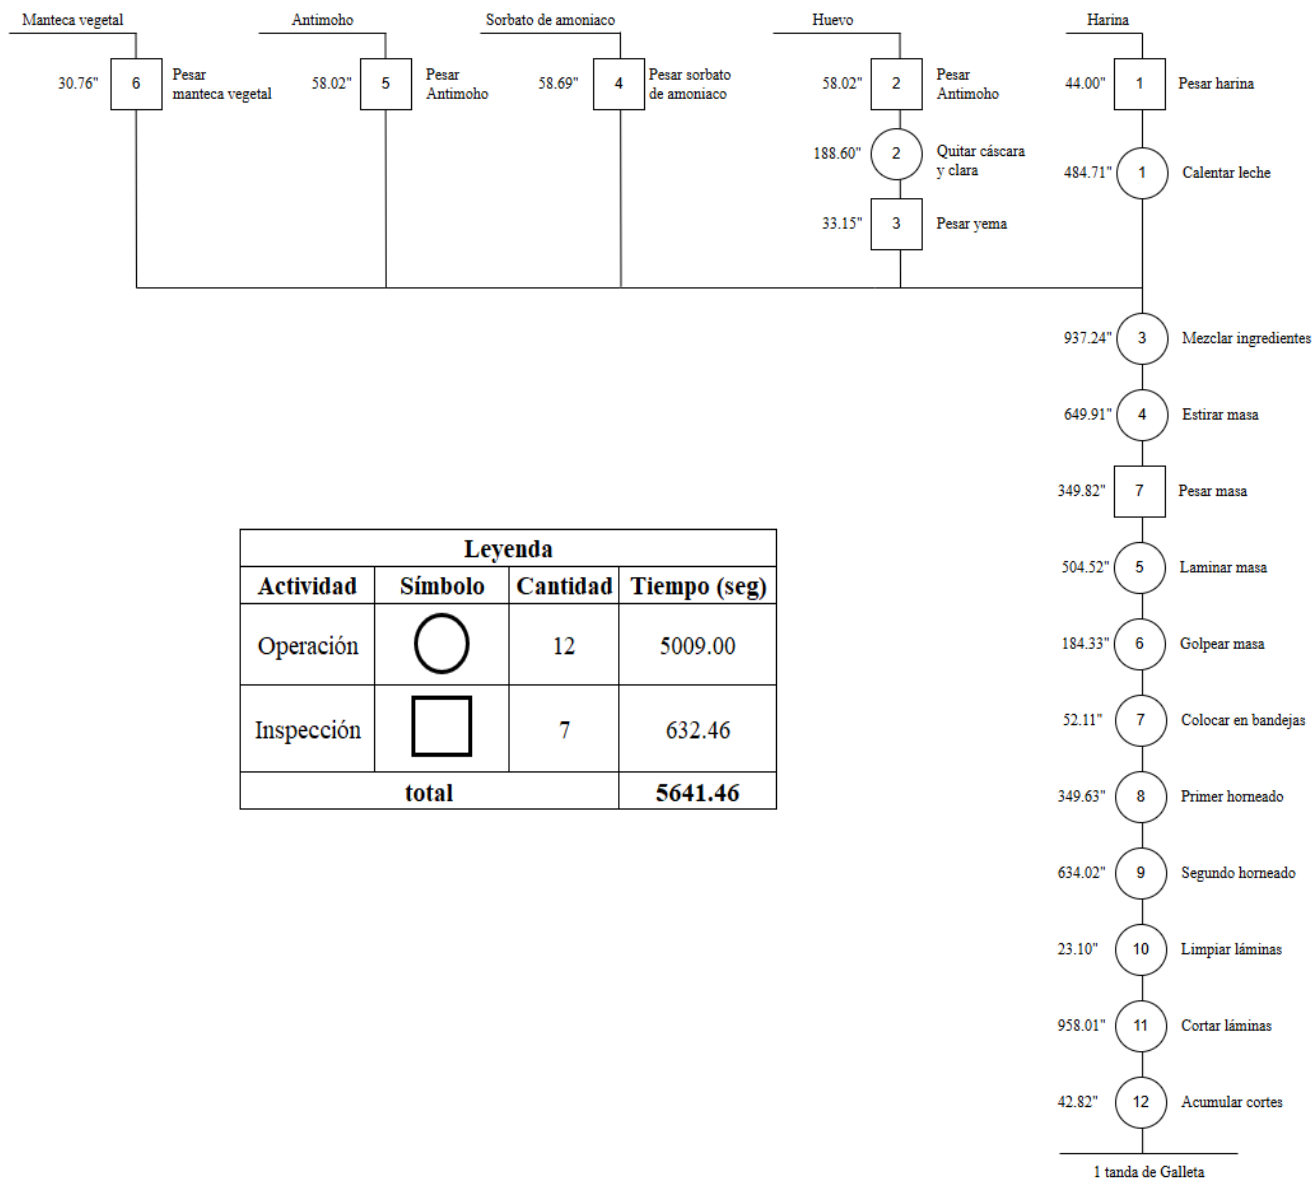 Manteca vegetal
Antimoho
Sorbato de amoniaco
Huevo
Harina
30.76"
6
Pesar
manteca vegetal
58.02"
5
Pesar
Antimoho
58.69"
4
Pesar sorbato
de amoniaco
58.02"
2
Pesar
Antimoho
44.00"
1
Pesar harina
188.60"
2
Quitar cáscara
y clara
484.71"
1
Calentar leche
33.15"
3
Pesar yema
937.24"
3
Mezclar ingredientes
649.91"
4
Estirar masa
349.82"
7
Pesar masa
504.52"
5
Laminar masa
184.33"
6
Golpear masa
52.11"
7
Colocar en bandejas
349.63"
8
Primer horneado
634.02"
9
Segundo horneado
23.10"
10
Limpiar láminas
958.01"
11
Cortar láminas
42.82"
12
Acumular cortes
1 tanda de Galleta
Leyenda
Actividad Símbolo Cantidad Tiempo (seg)
Operación 12 5009.00
Inspección 7 632.46
total 5641.46